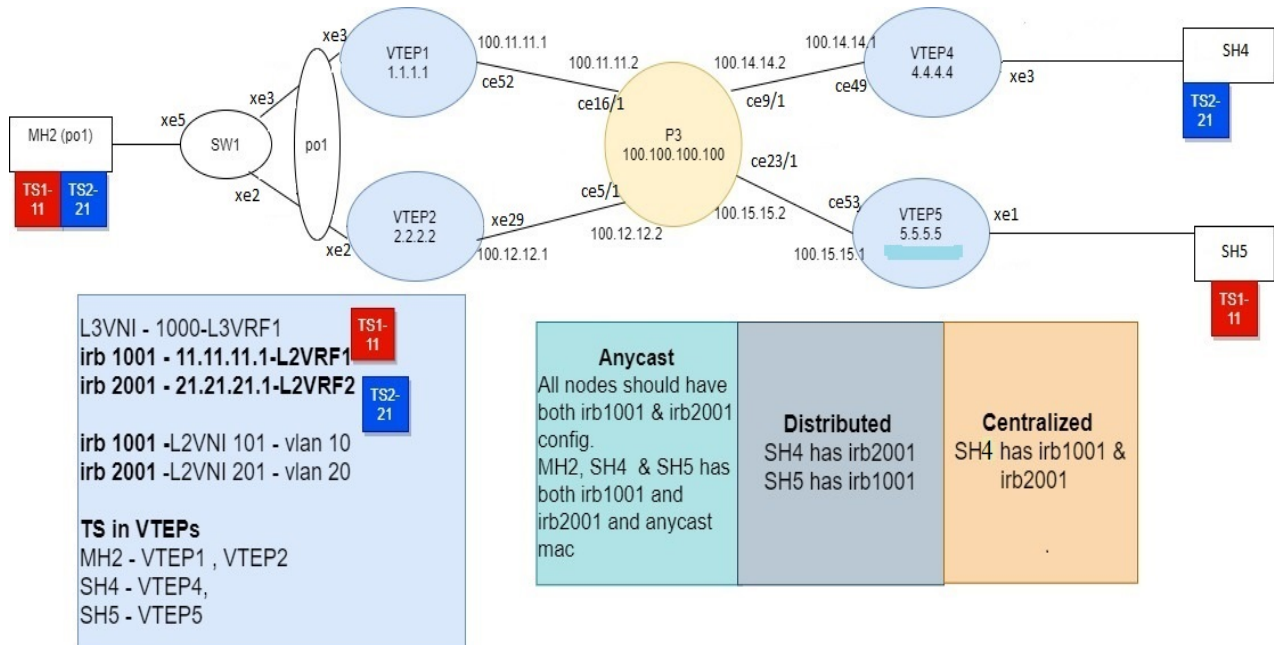 xe3
VTEP1
1.1.1.1
100.11.11.1
ce52
100.11.11.2
ce16/1
100.14.14.1
100.14.14.2
ce9/1
ce49
VTEP4
4.4.4.4
xe3
SH4
TS2-
21
MH2 (po1)
TS1-
11
TS2-
21
xe5
SW1
xe3
xe2
po1
P3
100.100.100.100
ce23/1
ce5/1
xe2
VTEP2
2.2.2.2
xe29
100.12.12.1
100.12.12.2
100.15.15.2
ce53
100.15.15.1
VTEP5
5.5.5.5
xe1
SH5
TS1-
11
L3VNI - 1000-L3VRF1
irb 1001 - 11.11.11.1-L2VRF1
irb 2001 - 21.21.21.1-L2VRF2
TS1-
11
TS2-
21
irb 1001 -L2VNI 101 - vlan 10
irb 2001 -L2VNI 201 - vlan 20
TS in VTEPs
MH2 - VTEP1 , VTEP2
SH4 - VTEP4,
SH5 - VTEP5
Anycast
All nodes should have
both irb1001 & irb2001
config.
MH2, SH4 & SH5 has
both irb1001 and
irb2001 and anycast
mac
Distributed
SH4 has irb2001
SH5 has irb1001
Centralized
SH4 has irb1001 &
irb2001
.